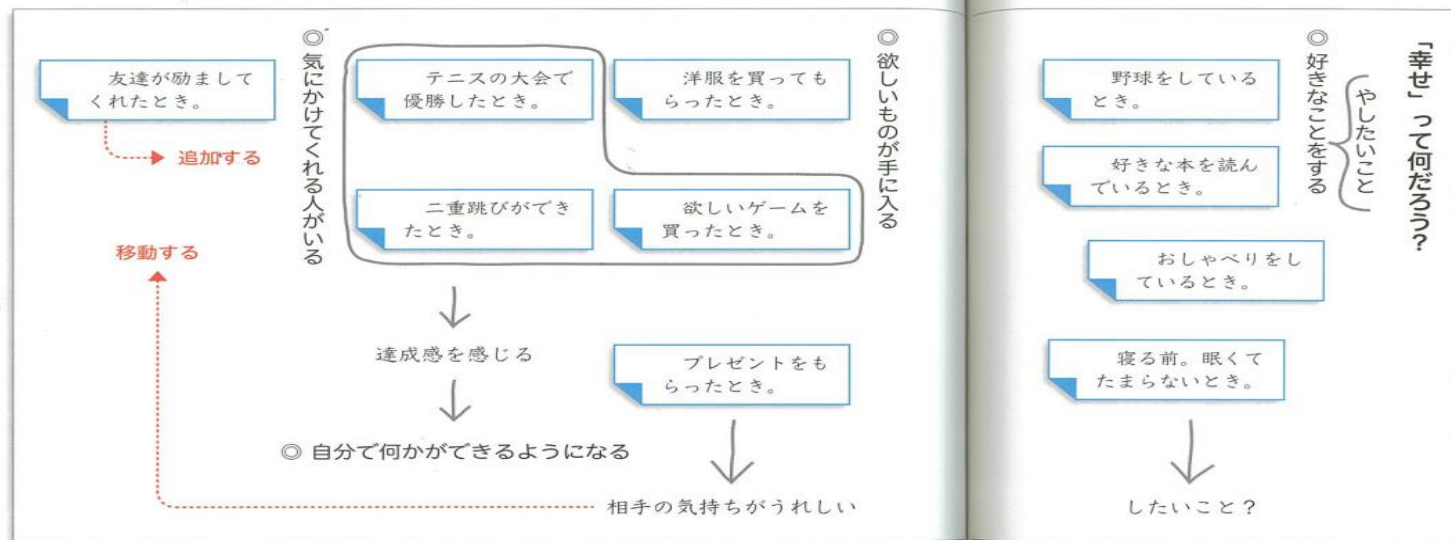 「幸せ」って何だろう？
やしたいこと
◎ 好きなことをする
野球をしている
とき。
好きな本を読ん
でいるとき。
おしゃべりをし
ているとき。
寝る前。眠くて
たまらないとき。
したいこと？
◎ 欲しいものが手に入る
洋服を買っても
らったとき。
欲しいゲームを
買ったとき。
プレゼントをも
らったとき。
相手の気持ちがうれしい
テニスの大会で
優勝したとき。
二重跳びができ
たとき。
達成感を感じる
◎ 自分で何かができるようになる
◎ 気にかけてくれる人がいる
友達が励まして
くれたとき。
追加する
移動する